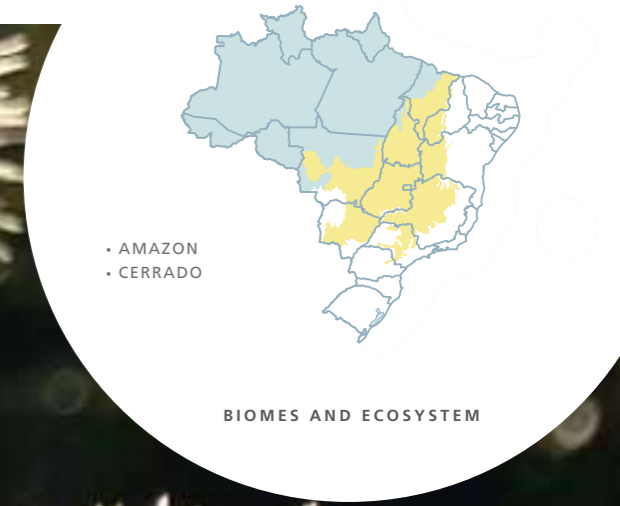 • AMAZON
• CERRADO
BIOMES AND ECOSYSTEM